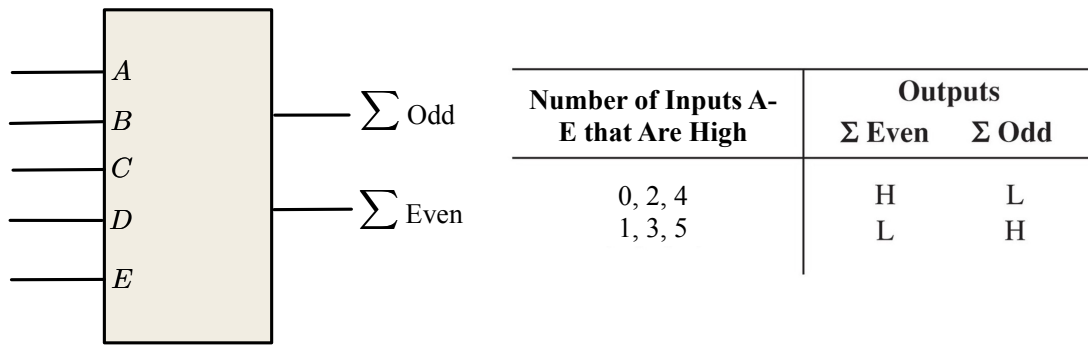 A
B
C
D
E
∑ Odd
∑ Even
Number of Inputs A-
E that Are High
Outputs
Σ Even Σ Odd
0, 2, 4 H L
1, 3, 5 L H